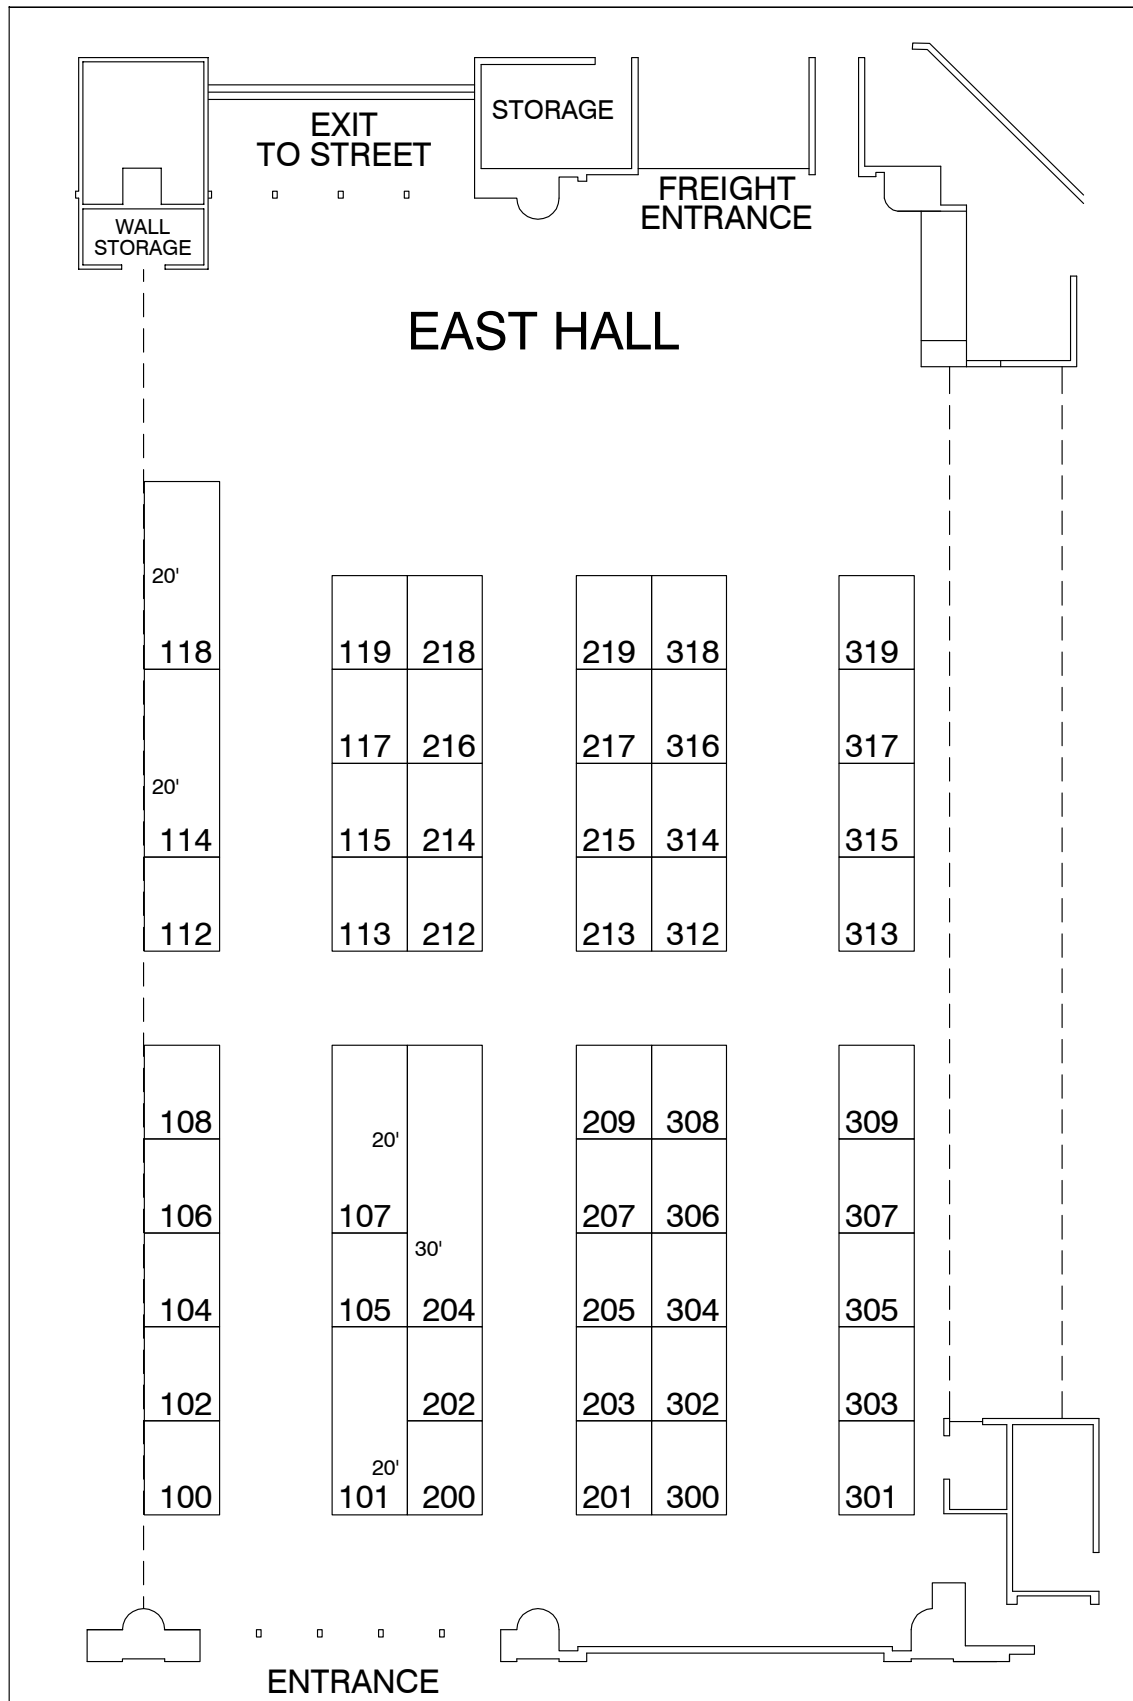 EXIT
TO STREET
STORAGE
FREIGHT
ENTRANCE
WALL
STORAGE
EAST HALL
20'
118 119 218 219 318 319
117 216 217 316 317
20'
114 115 214 215 314 315
112 113 212 213 312 313
108 209 308 309
20'
106 107 207 306 307
30'
104 105 204 205 304 305
102 202 203 302 303
20'
100 101 200 201 300 301
ENTRANCE